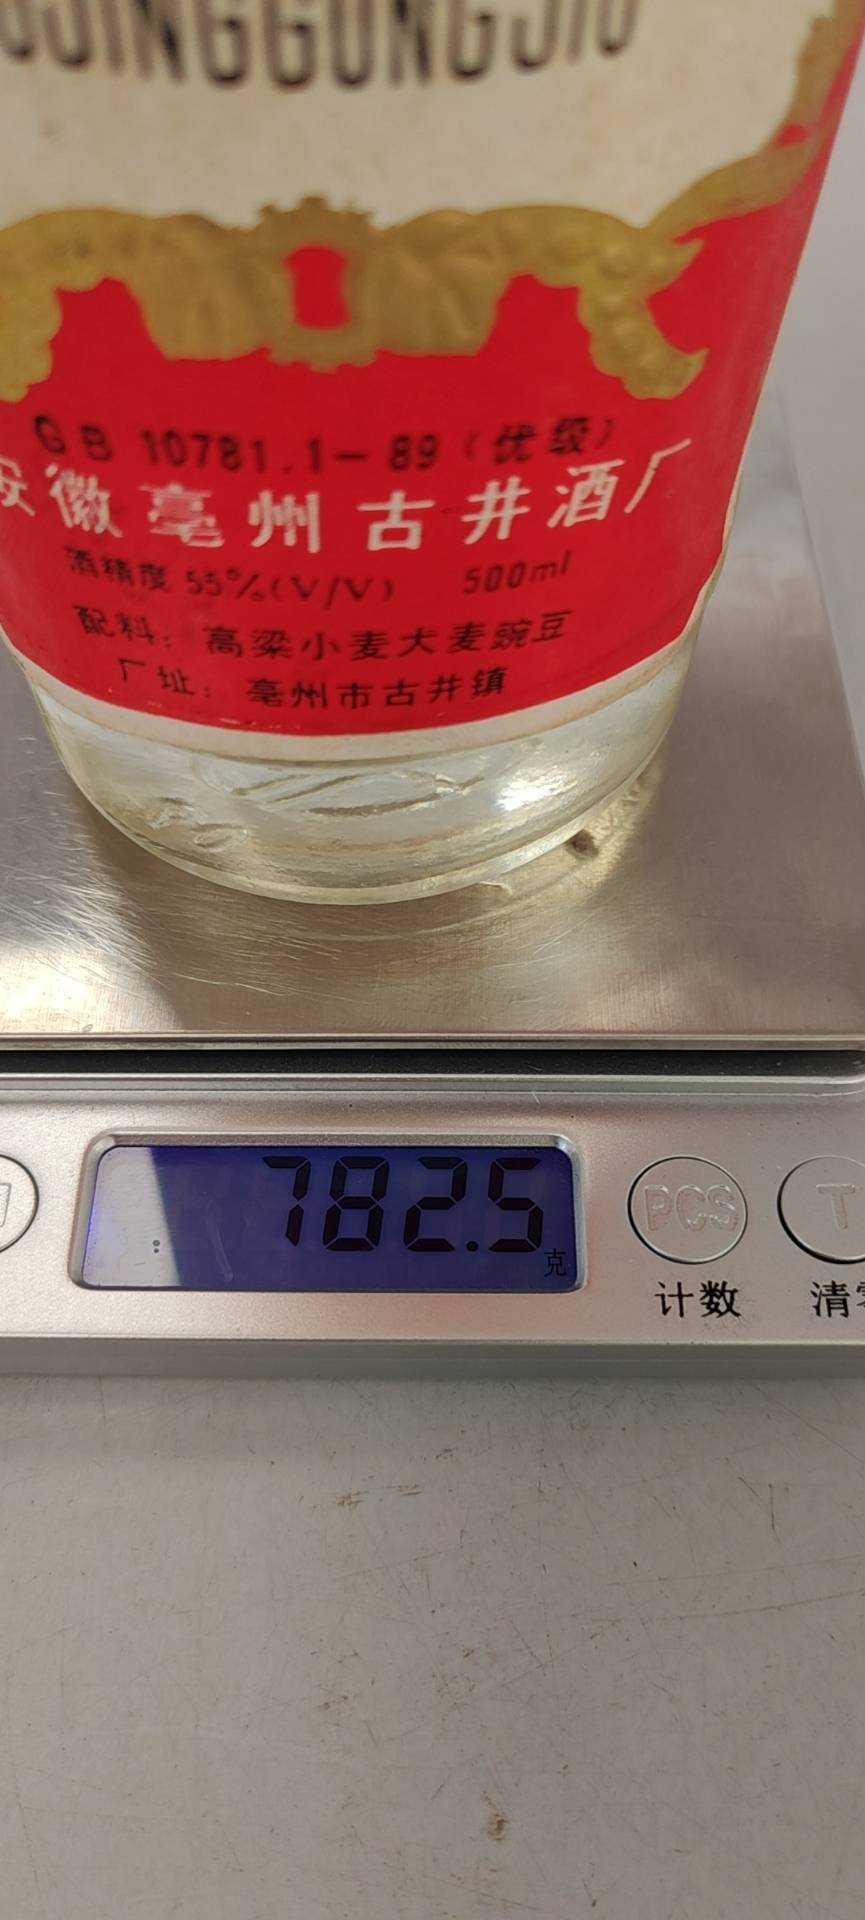 UJINGGONGJIU
GB 10781.1-89(优级)
安徽亳州古井酒厂
酒精度 55%(V/V) 500ml
配料：高粱小麦大麦豌豆
厂址：亳州市古井镇
782.5
克
PCS
T
计数
清零